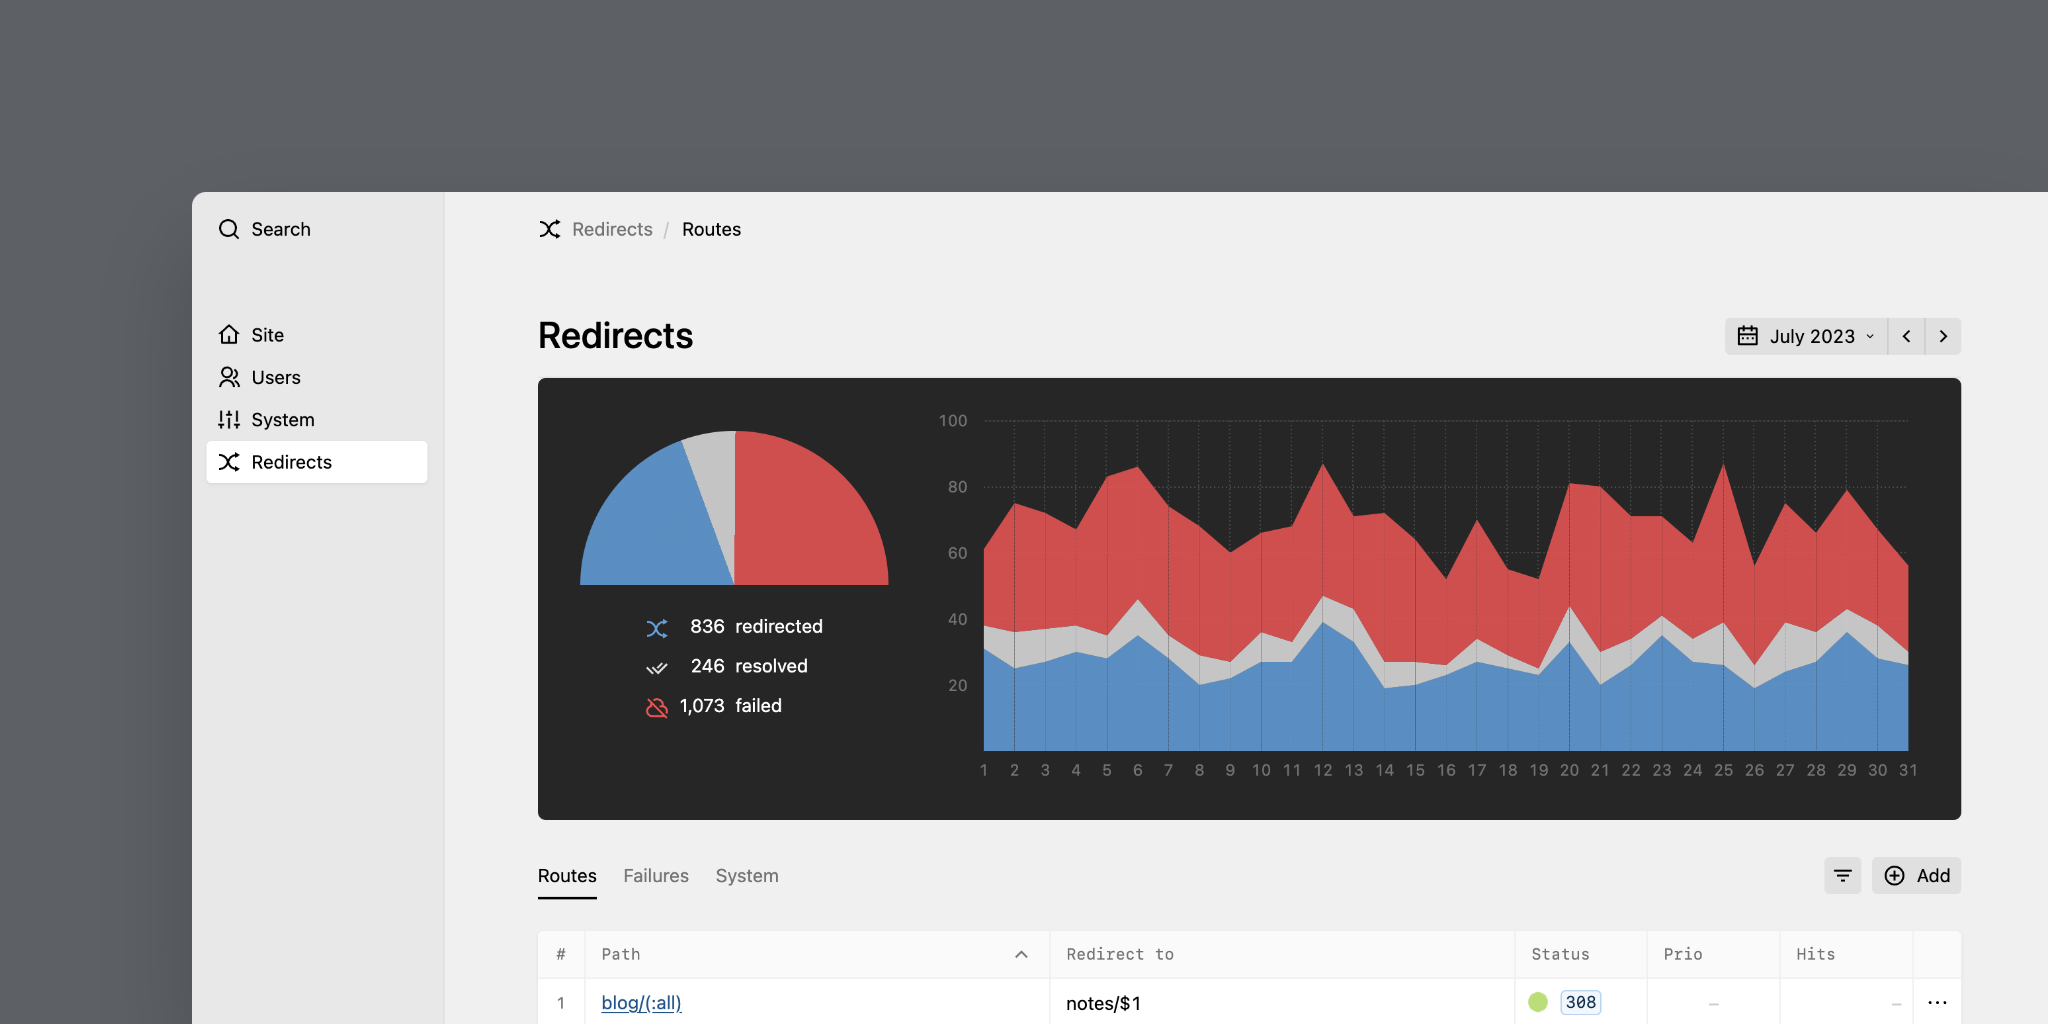 Search
Redirects / Routes
Site
Users
System
Redirects
Redirects
July 2023
836 redirected
246 resolved
1,073 failed
100
80
60
40
20
1 2 3 4 5 6 7 8 9 10 11 12 13 14 15 16 17 18 19 20 21 22 23 24 25 26 27 28 29 30 31
Routes Failures System
Add
# Path Redirect to Status Prio Hits
1 blog/(:all) notes/$1 308 – –